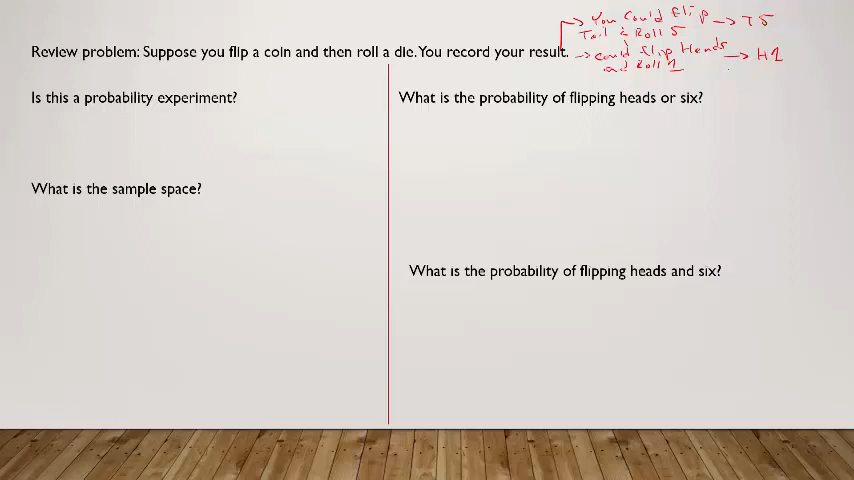 You Could flip → T5
Tail & Roll 5
Review problem: Suppose you flip a coin and then roll a die. You record your result.
→ Could flip Heads → H1
and Roll 1
Is this a probability experiment?
What is the sample space?
What is the probability of flipping heads or six?
What is the probability of flipping heads and six?